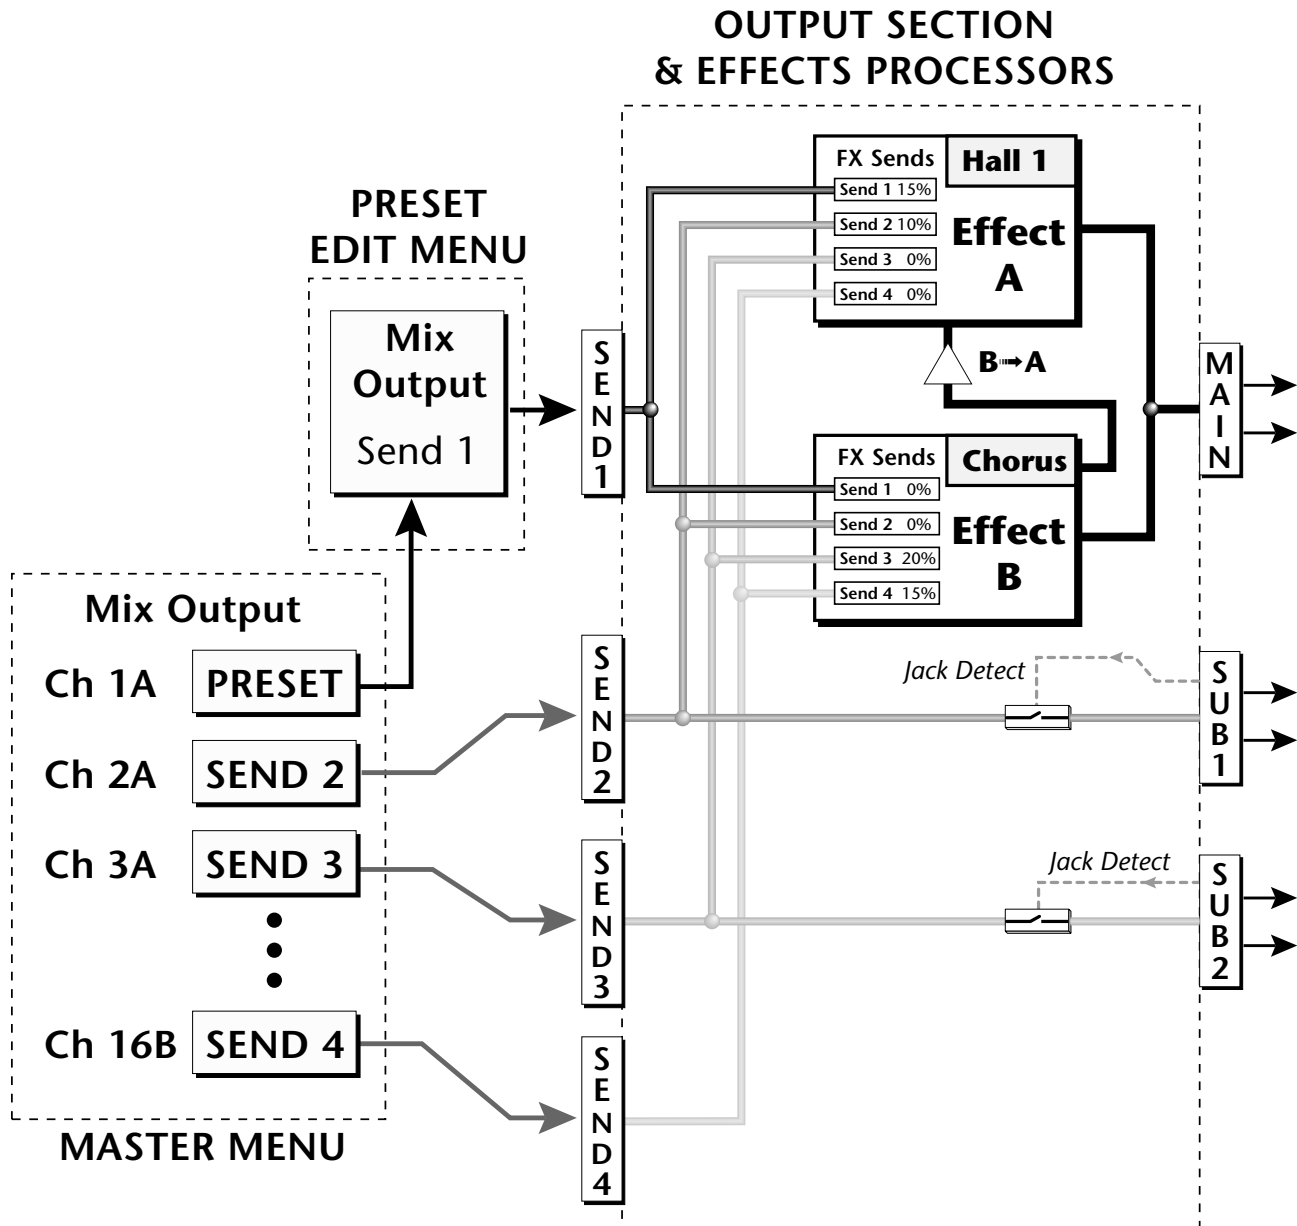 OUTPUT SECTION
& EFFECTS PROCESSORS
PRESET
EDIT MENU
Mix
Output
Send 1
SEND1
FX Sends
Hall 1
Send 1 15%
Send 2 10%
Send 3 0%
Send 4 0%
Effect
A
B➟A
MAIN
FX Sends
Chorus
Send 1 0%
Send 2 0%
Send 3 20%
Send 4 15%
Effect
B
Mix Output
Ch 1A PRESET
Ch 2A SEND 2
Ch 3A SEND 3
Ch 16B SEND 4
MASTER MENU
SEND2
Jack Detect
SUB1
SEND3
Jack Detect
SUB2
SEND4